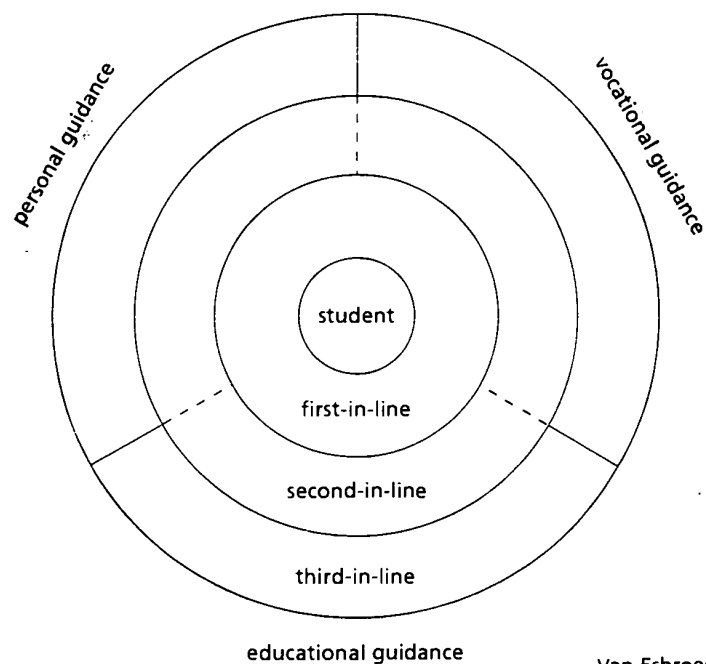 personal guidance
vocational guidance
student
first-in-line
second-in-line
third-in-line
educational guidance